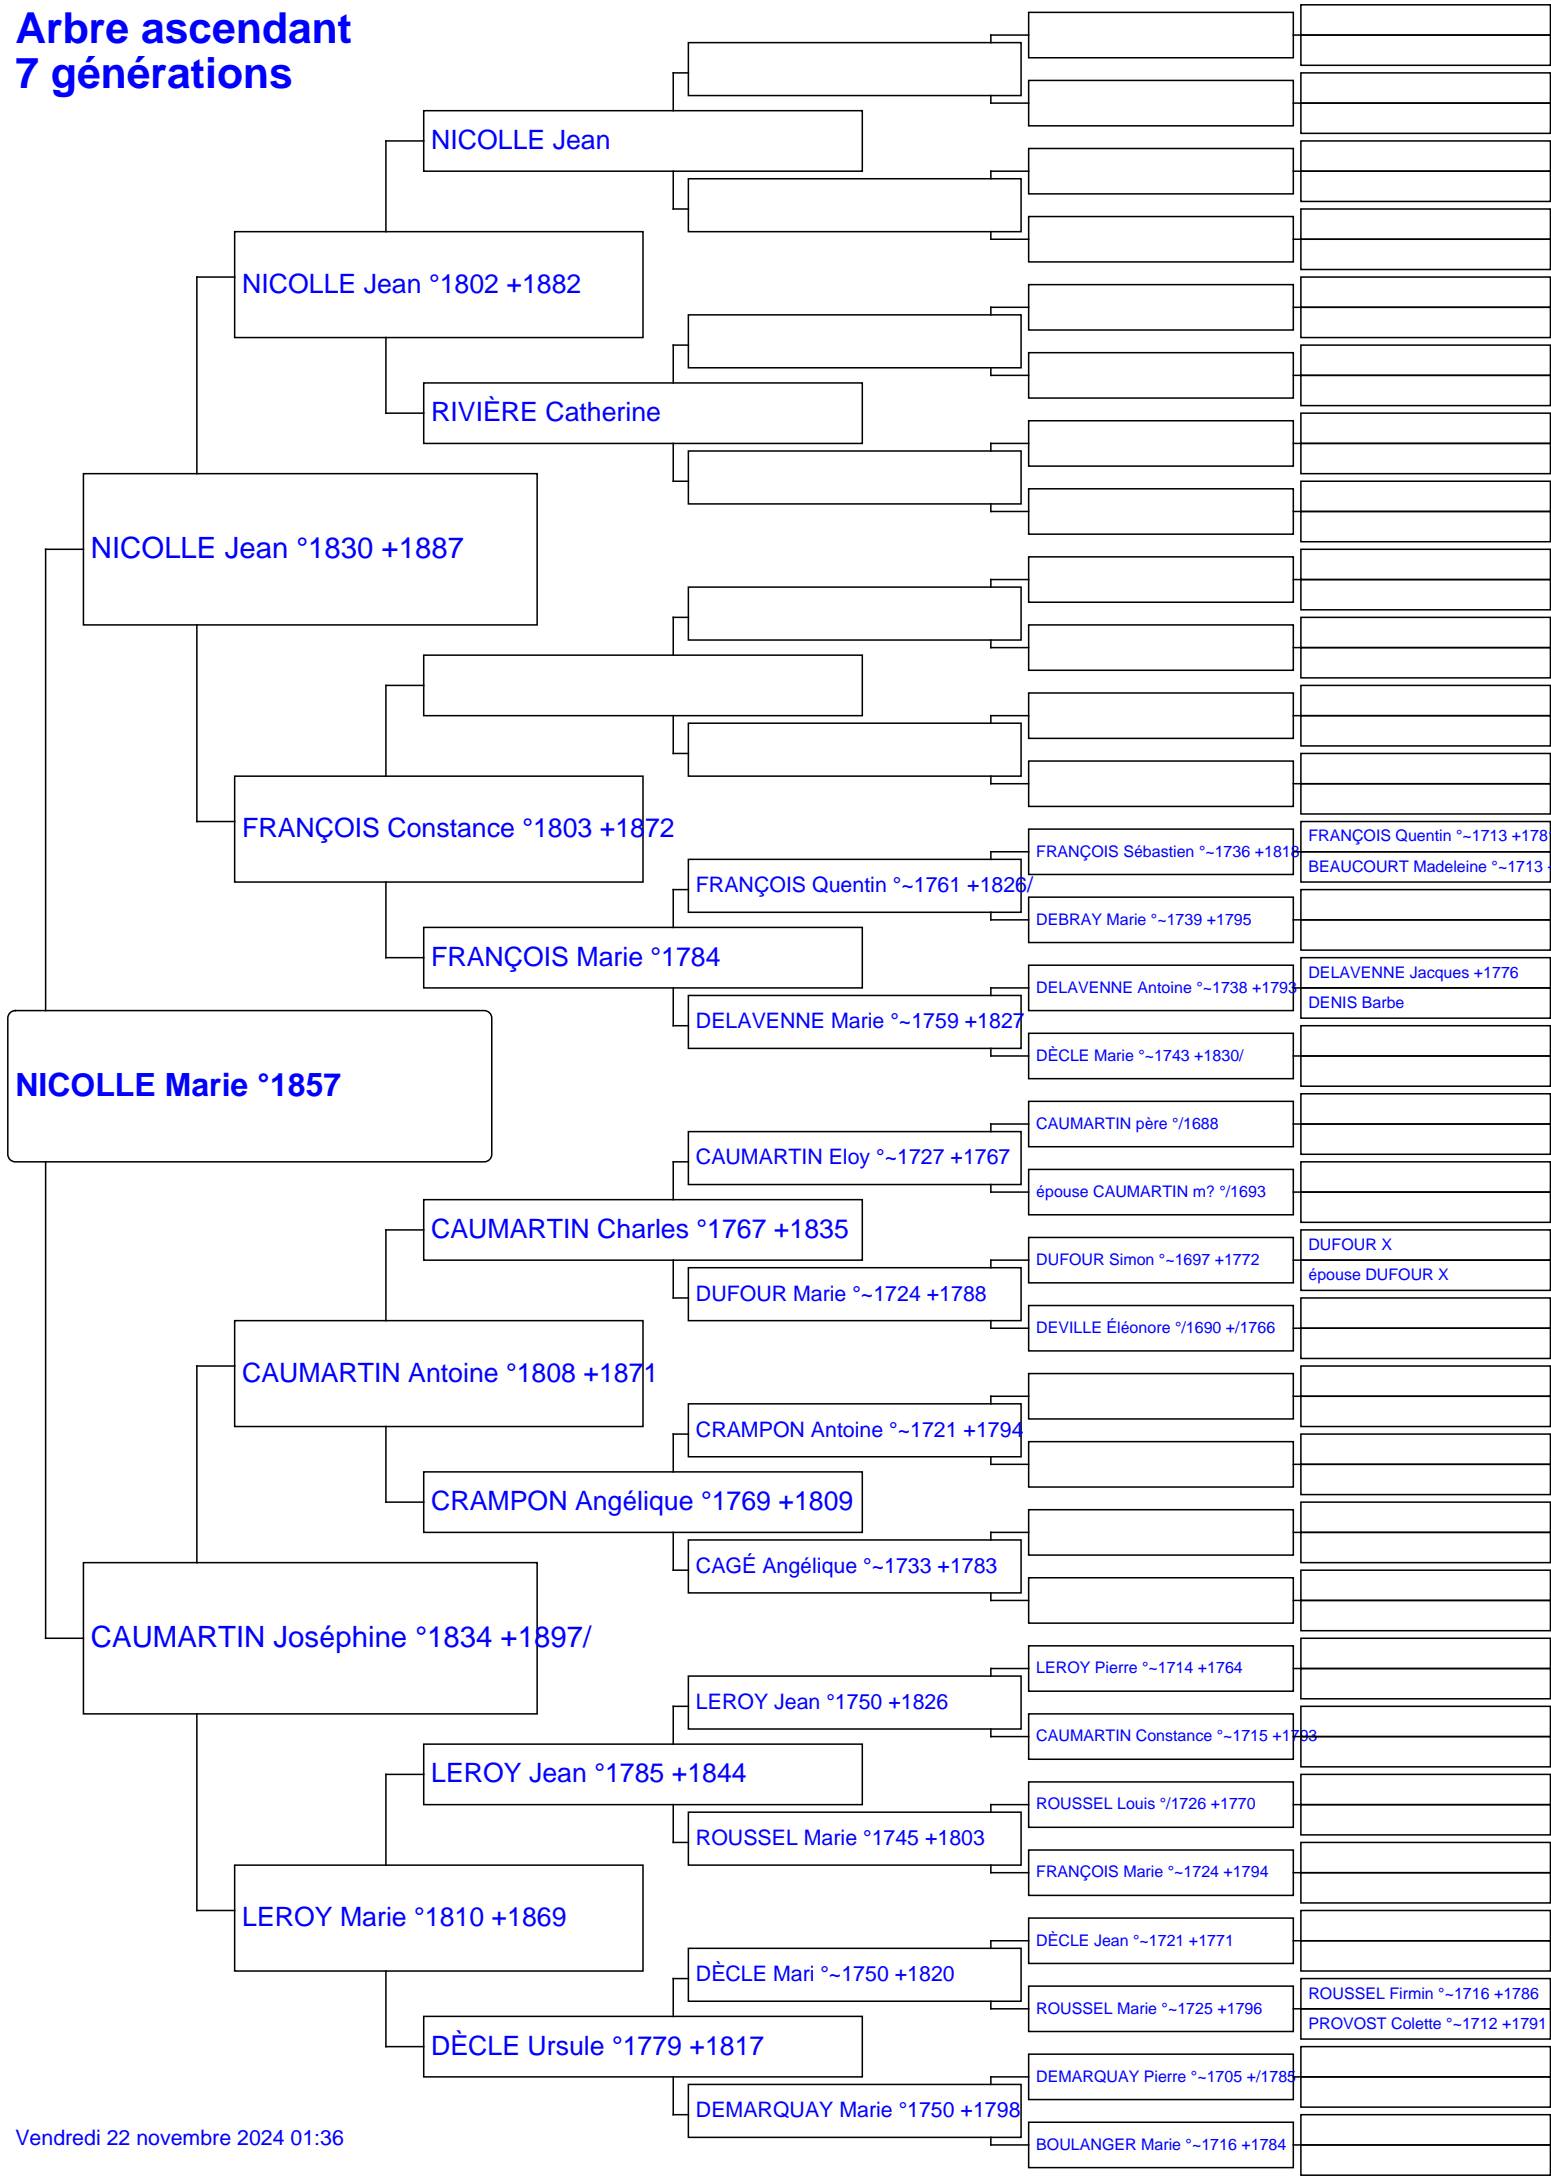 Arbre ascendant
7 générations
NICOLLE Jean
NICOLLE Jean °1802 +1882
RIVIÈRE Catherine
NICOLLE Jean °1830 +1887
FRANÇOIS Constance °1803 +1872
FRANÇOIS Quentin °~1713 +178
FRANÇOIS Sébastien °~1736 +1818
BEAUCOURT Madeleine °~1713
FRANÇOIS Quentin °~1761 +1826/
DEBRAY Marie °~1739 +1795
FRANÇOIS Marie °1784
DELAVENNE Jacques +1776
DELAVENNE Antoine °~1738 +1793
DENIS Barbe
DELAVENNE Marie °~1759 +1827
DÈCLE Marie °~1743 +1830/
NICOLLE Marie °1857
CAUMARTIN père °/1688
CAUMARTIN Eloy °~1727 +1767
épouse CAUMARTIN m? °/1693
CAUMARTIN Charles °1767 +1835
DUFOUR X
DUFOUR Simon °~1697 +1772
épouse DUFOUR X
DUFOUR Marie °~1724 +1788
DEVILLE Éléonore °/1690 +/1766
CAUMARTIN Antoine °1808 +1871
CRAMPON Antoine °~1721 +1794
CRAMPON Angélique °1769 +1809
CAGÉ Angélique °~1733 +1783
CAUMARTIN Joséphine °1834 +1897/
LEROY Pierre °~1714 +1764
LEROY Jean °1750 +1826
CAUMARTIN Constance °~1715 +1793
LEROY Jean °1785 +1844
ROUSSEL Louis °/1726 +1770
ROUSSEL Marie °1745 +1803
FRANÇOIS Marie °~1724 +1794
LEROY Marie °1810 +1869
DÈCLE Jean °~1721 +1771
DÈCLE Mari °~1750 +1820
ROUSSEL Firmin °~1716 +1786
ROUSSEL Marie °~1725 +1796
PROVOST Colette °~1712 +1791
DÈCLE Ursule °1779 +1817
DEMARQUAY Pierre °~1705 +/1785
DEMARQUAY Marie °1750 +1798
BOULANGER Marie °~1716 +1784
Vendredi 22 novembre 2024 01:36